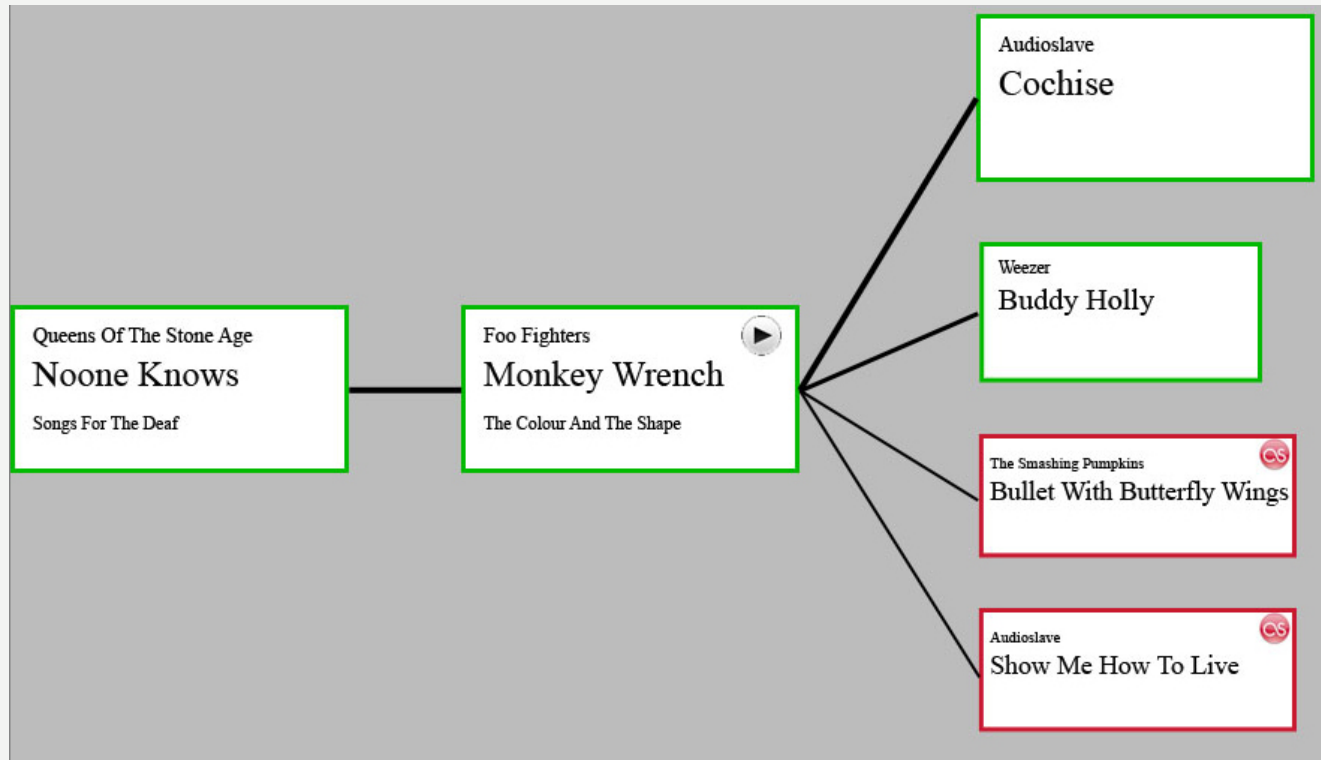 Queens Of The Stone Age
Noone Knows
Songs For The Deaf
Foo Fighters
Monkey Wrench
The Colour And The Shape
Audioslave
Cochise
Weezer
Buddy Holly
The Smashing Pumpkins
Bullet With Butterfly Wings
Audioslave
Show Me How To Live